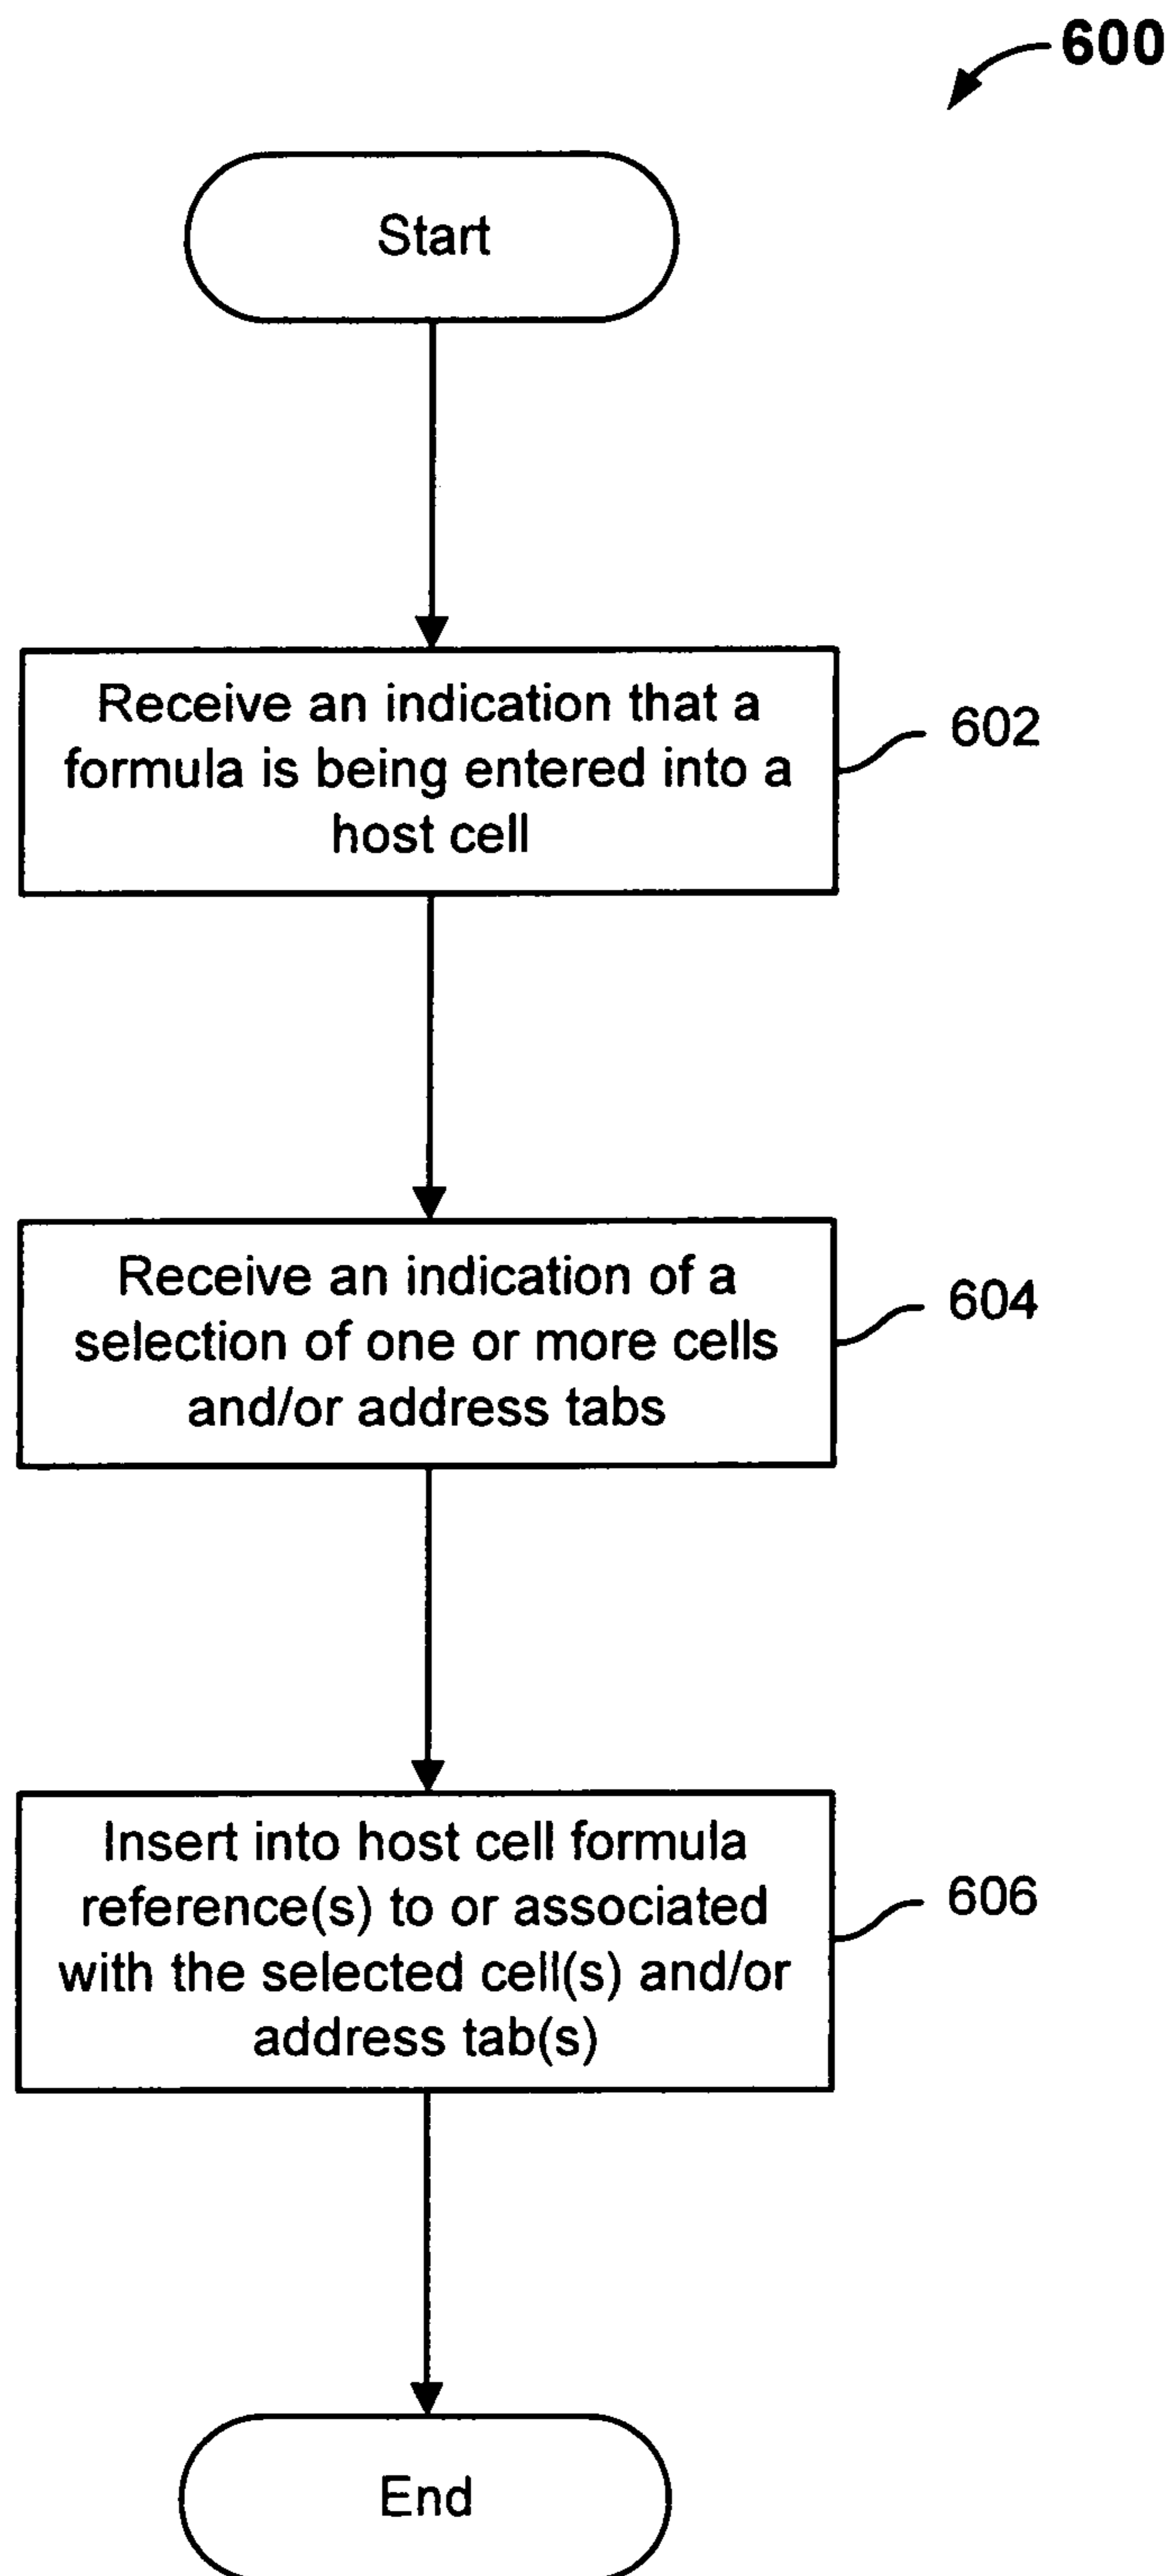 600
Start
Receive an indication that a
formula is being entered into a
host cell
602
Receive an indication of a
selection of one or more cells
and/or address tabs
604
Insert into host cell formula
reference(s) to or associated
with the selected cell(s) and/or
address tab(s)
606
End